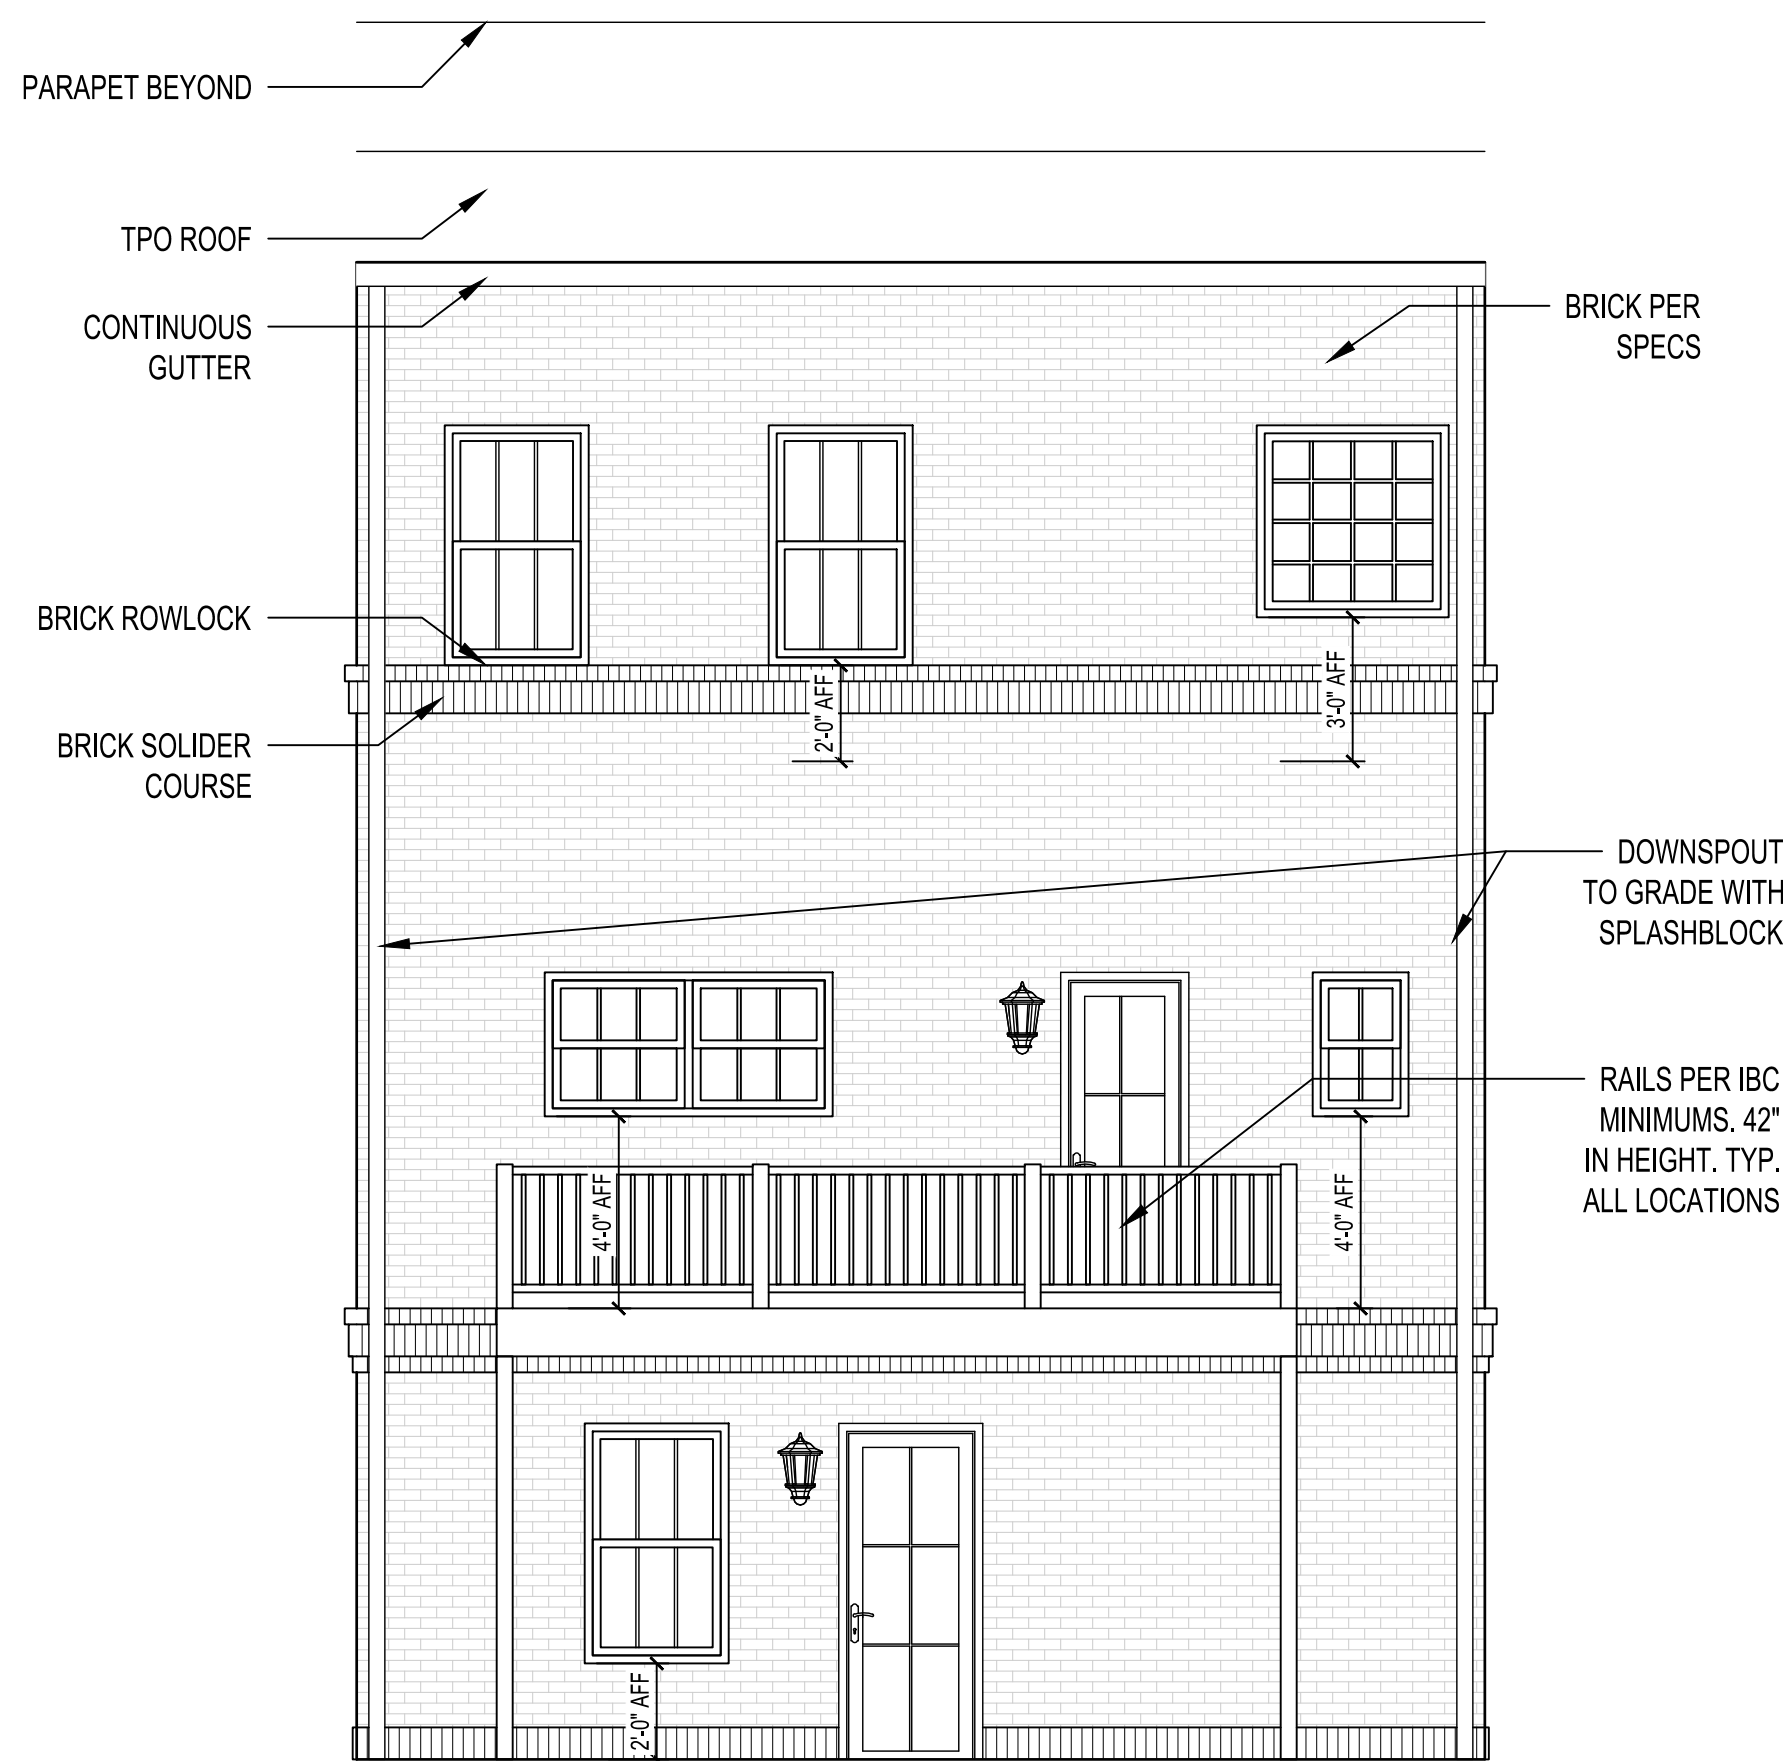 PARAPET BEYOND
TPO ROOF
CONTINUOUS
GUTTER
BRICK PER
SPECS
BRICK ROWLOCK
BRICK SOLIDER
COURSE
2'-0" AFF
3'-0" AFF
DOWNSPOUT
TO GRADE WITH
SPLASHBLOCK
RAILS PER IBC
MINIMUMS. 42"
IN HEIGHT. TYP.
ALL LOCATIONS
4'-0" AFF
4'-0" AFF
2'-0" AFF